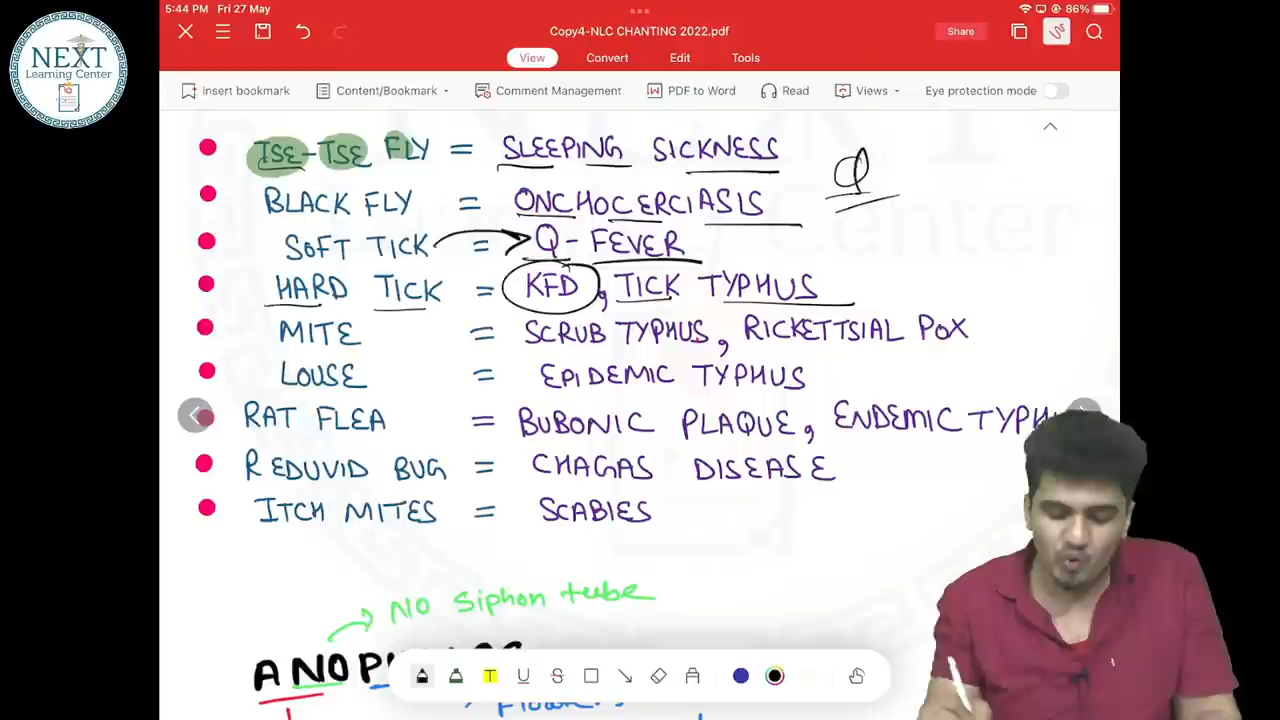 5:44 PM Fri 27 May
86%
Copy4-NLC CHANTING 2022.pdf
Share
View Convert Edit Tools
Insert bookmark Content/Bookmark Comment Management PDF to Word Read Views Eye protection mode
NEXT
Learning Center
TSE-TSE FLY = SLEEPING SICKNESS
BLACK FLY = ONCHOCERCIASIS
SOFT TICK = Q-FEVER
HARD TICK = KFD, TICK TYPHUS
MITE = SCRUB TYPHUS, RICKETTSIAL POX
LOUSE = EPIDEMIC TYPHUS
RAT FLEA = BUBONIC PLAQUE, ENDEMIC
REDUVID BUG = CHAGAS DISEASE
ITCH MITES = SCABIES
NO siphon tube